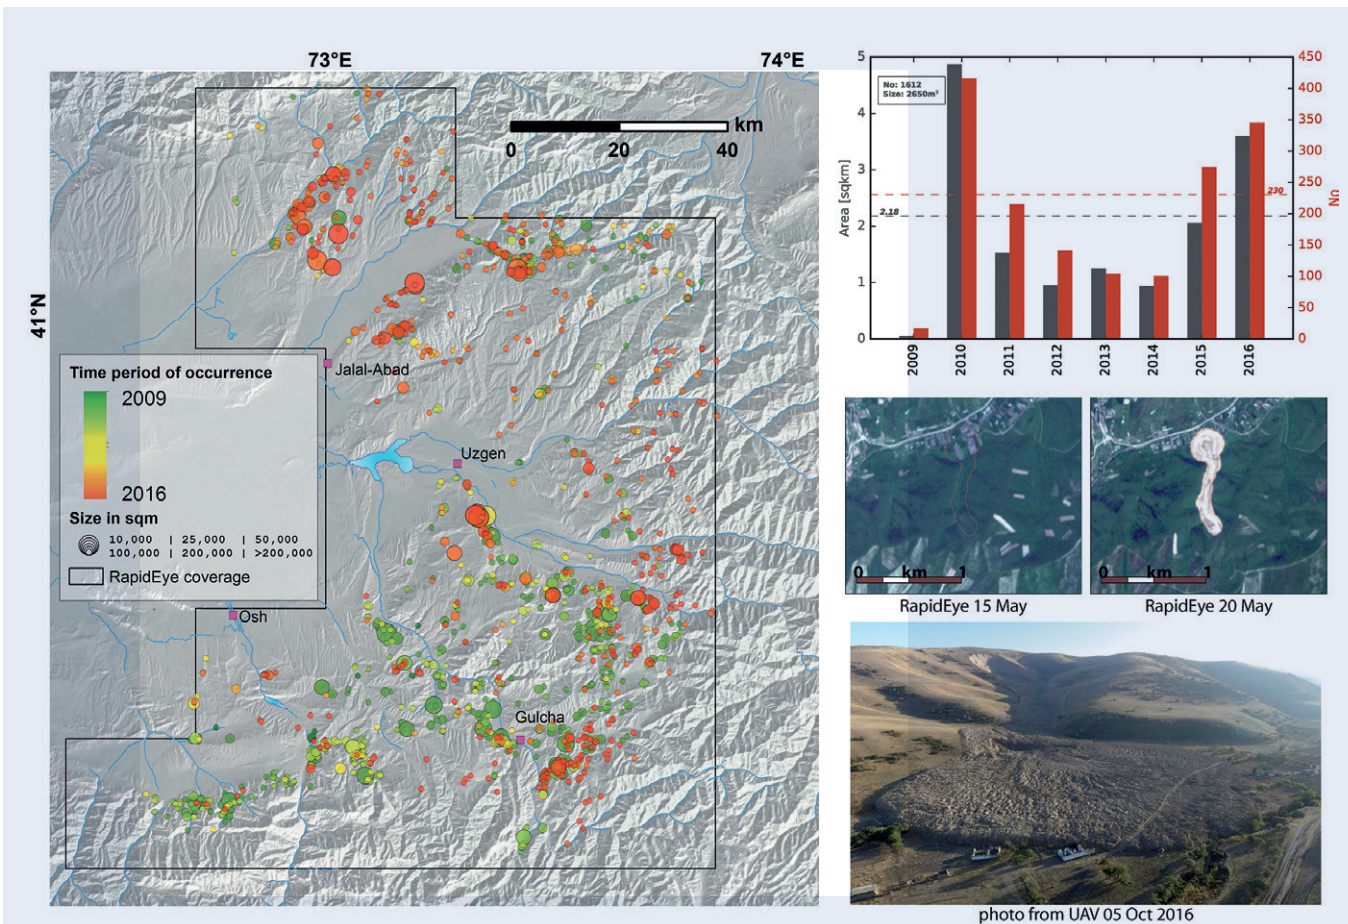 73°E
74°E
41°N
km
0 20 40
Jalal-Abad
Uzgen
Osh
Gulcha
Time period of occurrence
2009
2016
Size in sqm
10,000 | 25,000 | 50,000
100,000 | 200,000 | >200,000
RapidEye coverage
No: 1612
Size: 2650m²
Area [sqkm]
5
4
3
2
1
0
2,18
230
No
450
400
350
300
250
200
150
100
50
0
2009 2010 2011 2012 2013 2014 2015 2016
0 km 1
RapidEye 15 May
0 km 1
RapidEye 20 May
photo from UAV 05 Oct 2016